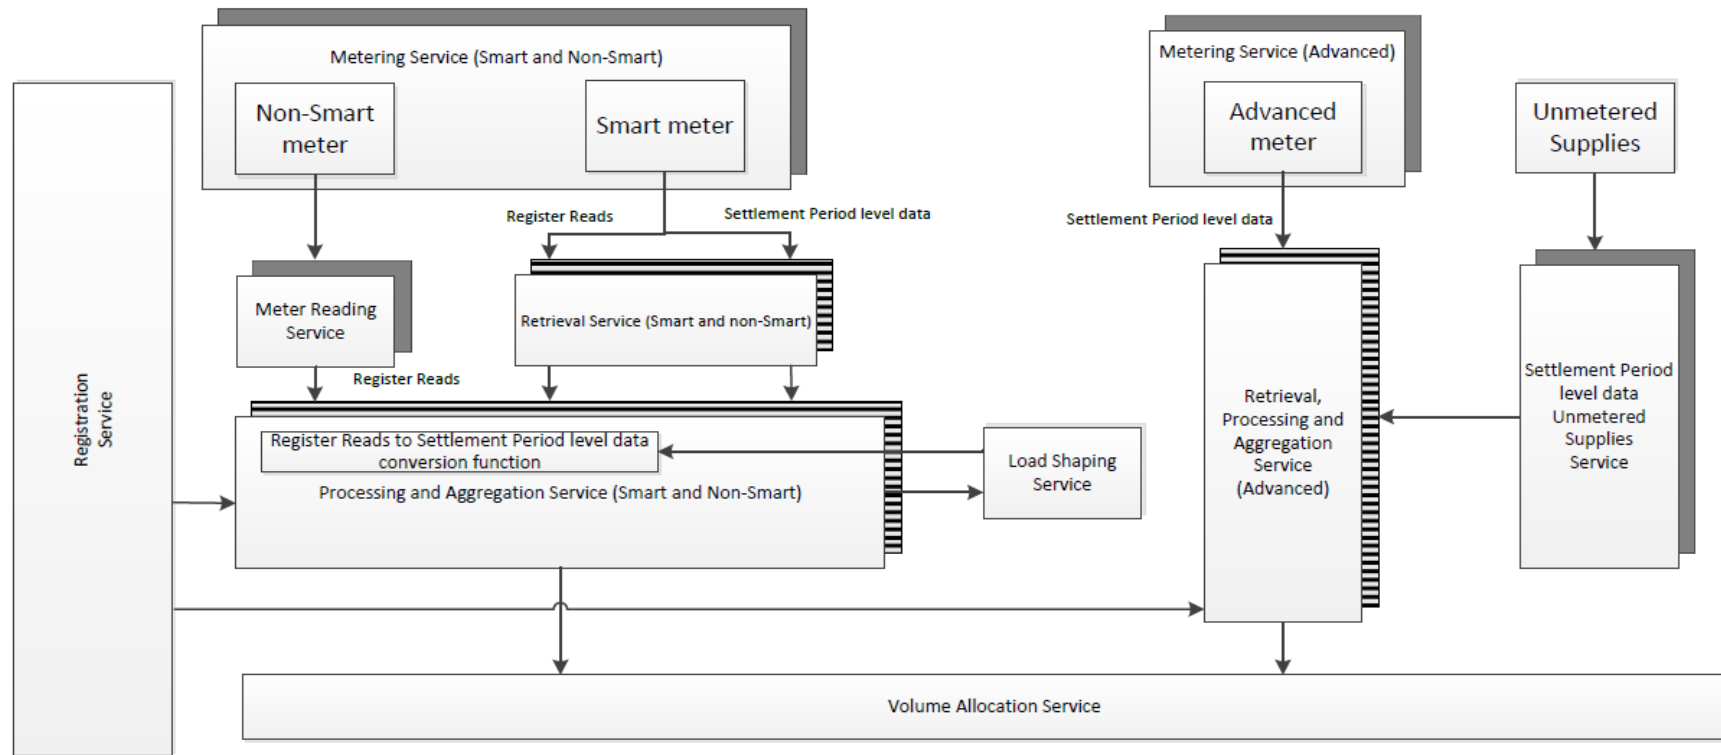 Metering Service (Smart and Non-Smart)
Non-Smart
meter
Smart meter
Metering Service (Advanced)
Advanced
meter
Unmetered
Supplies
Register Reads
Settlement Period level data
Settlement Period level data
Meter Reading
Service
Retrieval Service (Smart and non-Smart)
Register Reads
Registration
Service
Register Reads to Settlement Period level data
conversion function
Processing and Aggregation Service (Smart and Non-Smart)
Load Shaping
Service
Retrieval,
Processing and
Aggregation
Service
(Advanced)
Settlement Period
level data
Unmetered
Supplies
Service
Volume Allocation Service